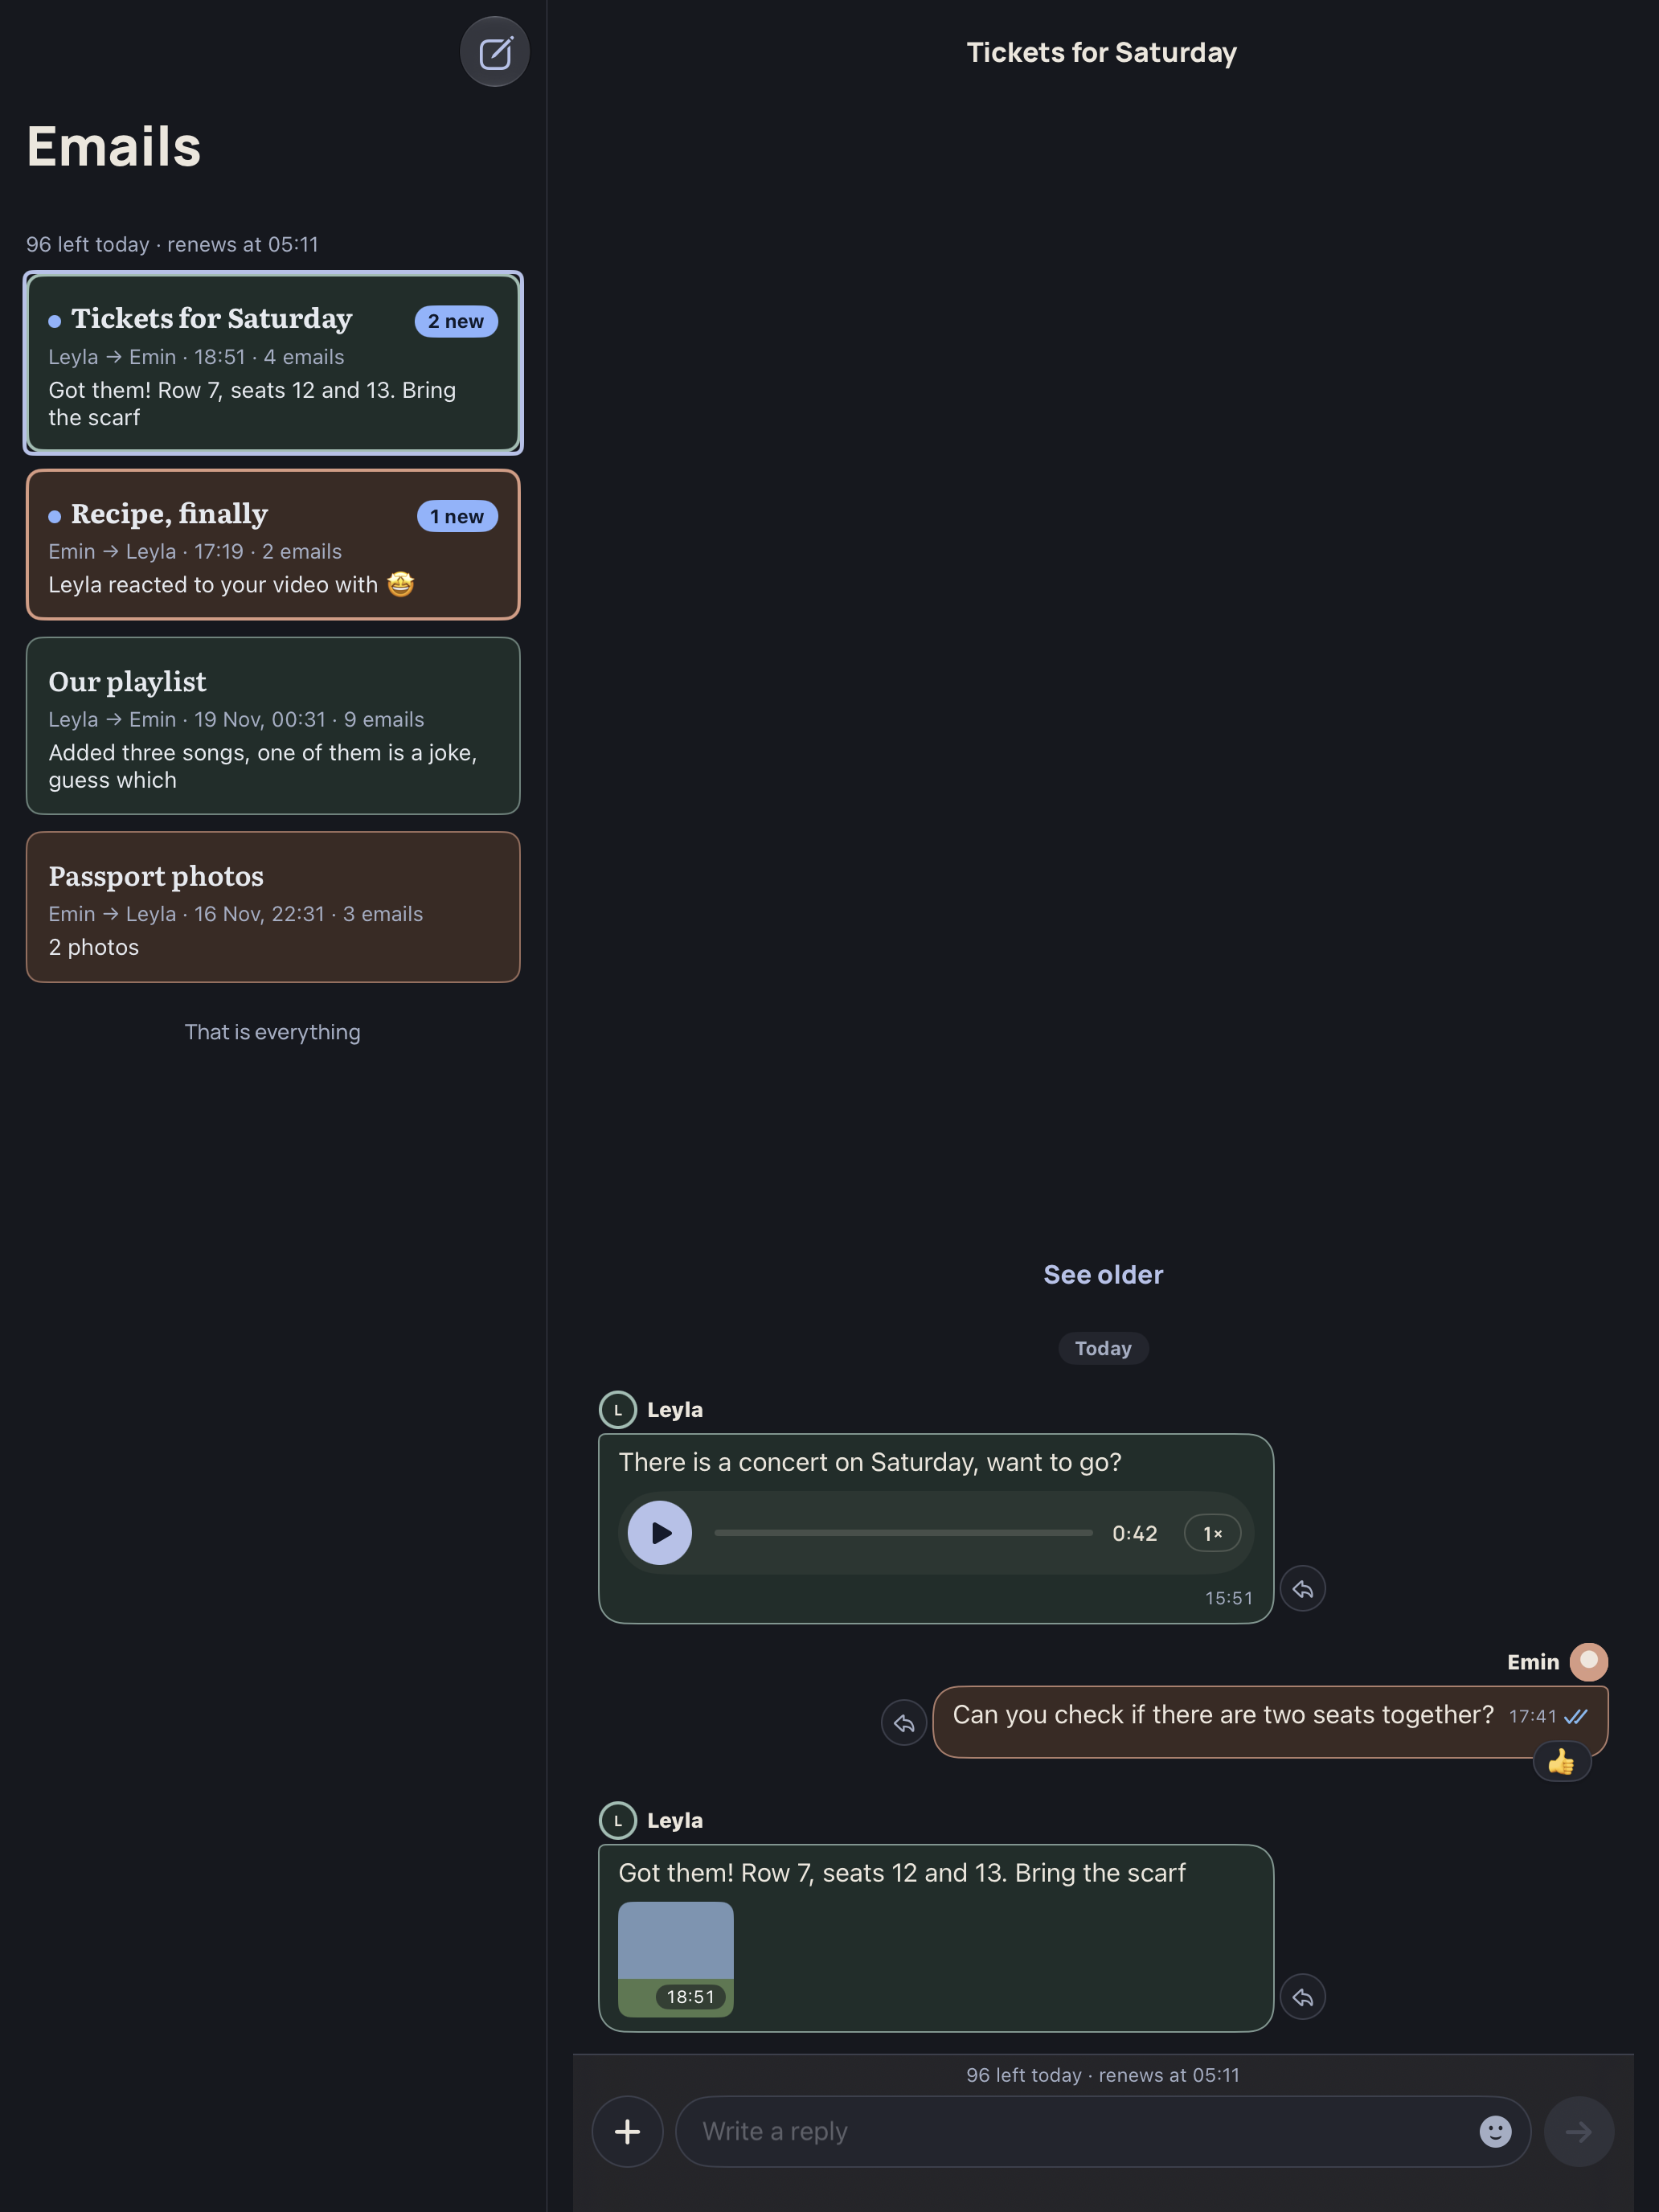 Emails
96 left today · renews at 05:11
Tickets for Saturday
2 new
Leyla → Emin · 18:51 · 4 emails
Got them! Row 7, seats 12 and 13. Bring
the scarf
Recipe, finally
1 new
Emin → Leyla · 17:19 · 2 emails
Leyla reacted to your video with 🤩
Our playlist
Leyla → Emin · 19 Nov, 00:31 · 9 emails
Added three songs, one of them is a joke,
guess which
Passport photos
Emin → Leyla · 16 Nov, 22:31 · 3 emails
2 photos
That is everything
Tickets for Saturday
See older
Today
L Leyla
There is a concert on Saturday, want to go?
0:42 1×
15:51
Emin
Can you check if there are two seats together? 17:41
👍
L Leyla
Got them! Row 7, seats 12 and 13. Bring the scarf
18:51
96 left today · renews at 05:11
Write a reply